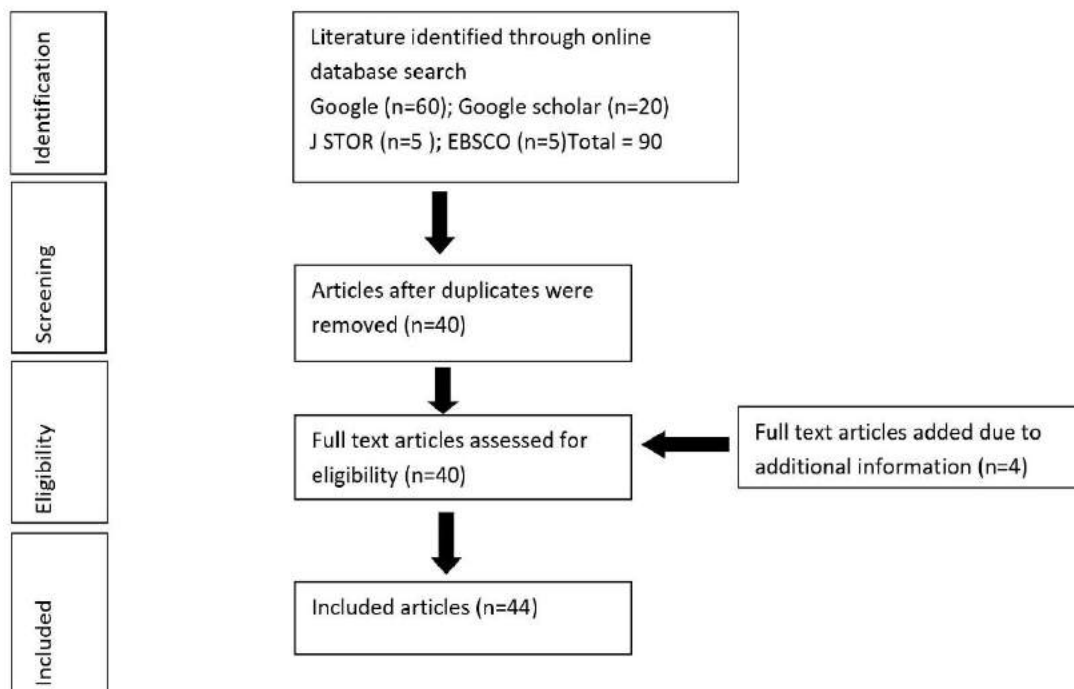 Identification
Literature identified through online
database search
Google (n=60); Google scholar (n=20)
J STOR (n=5 ); EBSCO (n=5)Total = 90
Screening
Articles after duplicates were
removed (n=40)
Eligibility
Full text articles assessed for
eligibility (n=40)
Full text articles added due to
additional information (n=4)
Included
Included articles (n=44)